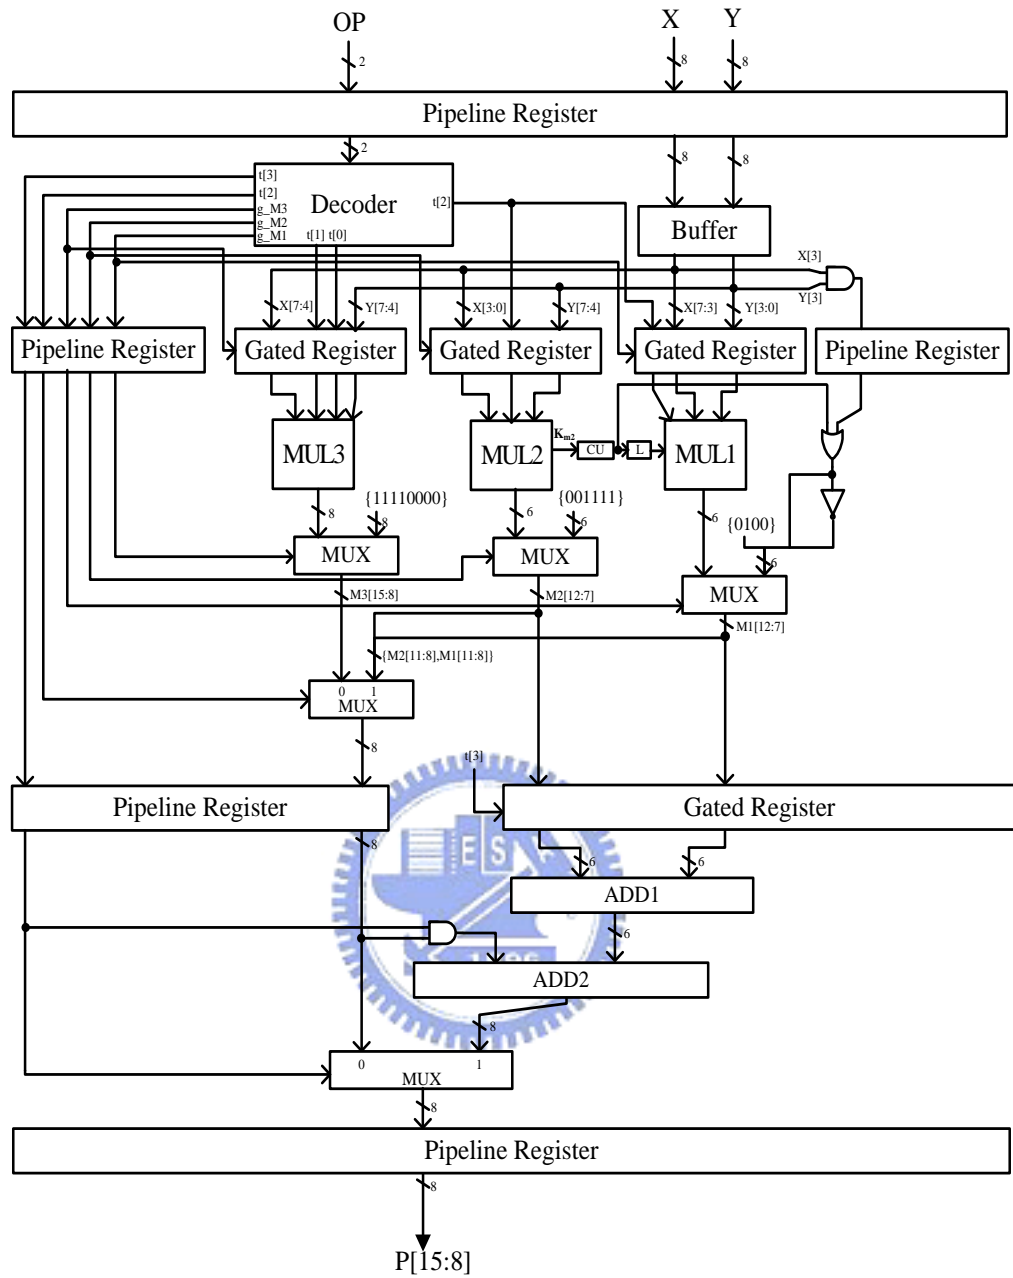 OP X Y
2 8 8
Pipeline Register
2 8 8
t[3]
t[2] Decoder t[2]
g_M3
g_M2
g_M1 t[1] t[0]
Buffer
X[3]
Y[3]
X[7:4] Y[7:4] X[3:0] Y[7:4] X[7:3] Y[3:0]
Pipeline Register Gated Register Gated Register Gated Register Pipeline Register
MUL3 MUL2 Km2 CU L MUL1
{11110000} {001111} {0100}
8 8 6 6 6 6
MUX MUX MUX
M3[15:8] M2[12:7] M1[12:7]
{M2[11:8],M1[11:8]}
0 1
MUX
8
t[3]
Pipeline Register Gated Register
8 6 6
E S
ADD1
6
ADD2
8
0 1
MUX
8
Pipeline Register
8
P[15:8]